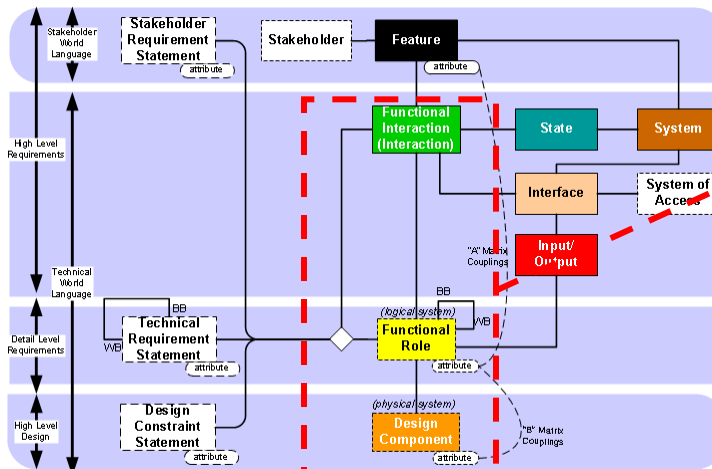 Stakeholder
World
Language
Stakeholder
Requirement
Statement
attribute
Stakeholder
Feature
attribute
High Level
Requirements
Functional
Interaction
(Interaction)
State
System
Interface
System of
Access
Input/
Output
"A" Matrix
Couplings
Technical
World
Language
BB
WB
Detail Level
Requirements
Technical
Requirement
Statement
attribute
(logical system)
Functional
Role
attribute
BB
WB
High Level
Design
Design
Constraint
Statement
attribute
(physical system)
Design
Component
attribute
"B" Matrix
Couplings